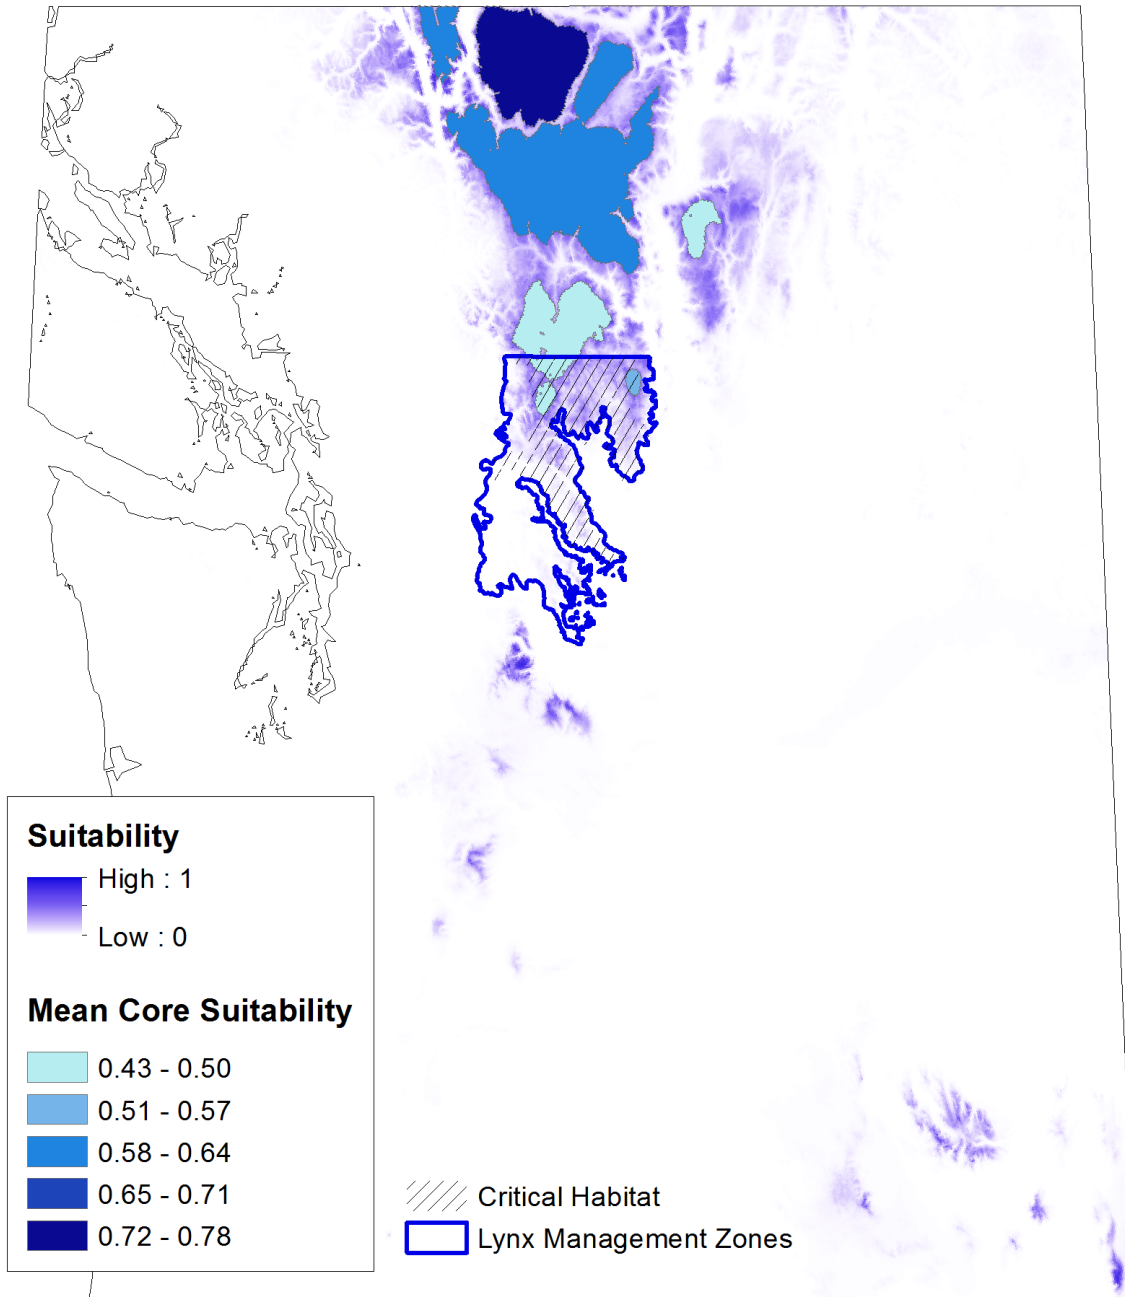 Suitability
High : 1
Low : 0
Mean Core Suitability
0.43 - 0.50
0.51 - 0.57
0.58 - 0.64
0.65 - 0.71
0.72 - 0.78
Critical Habitat
Lynx Management Zones